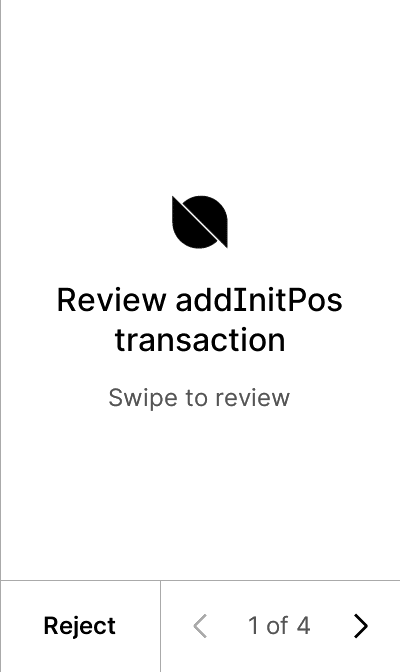 Review addInitPos
transaction
Swipe to review
Reject
1 of 4